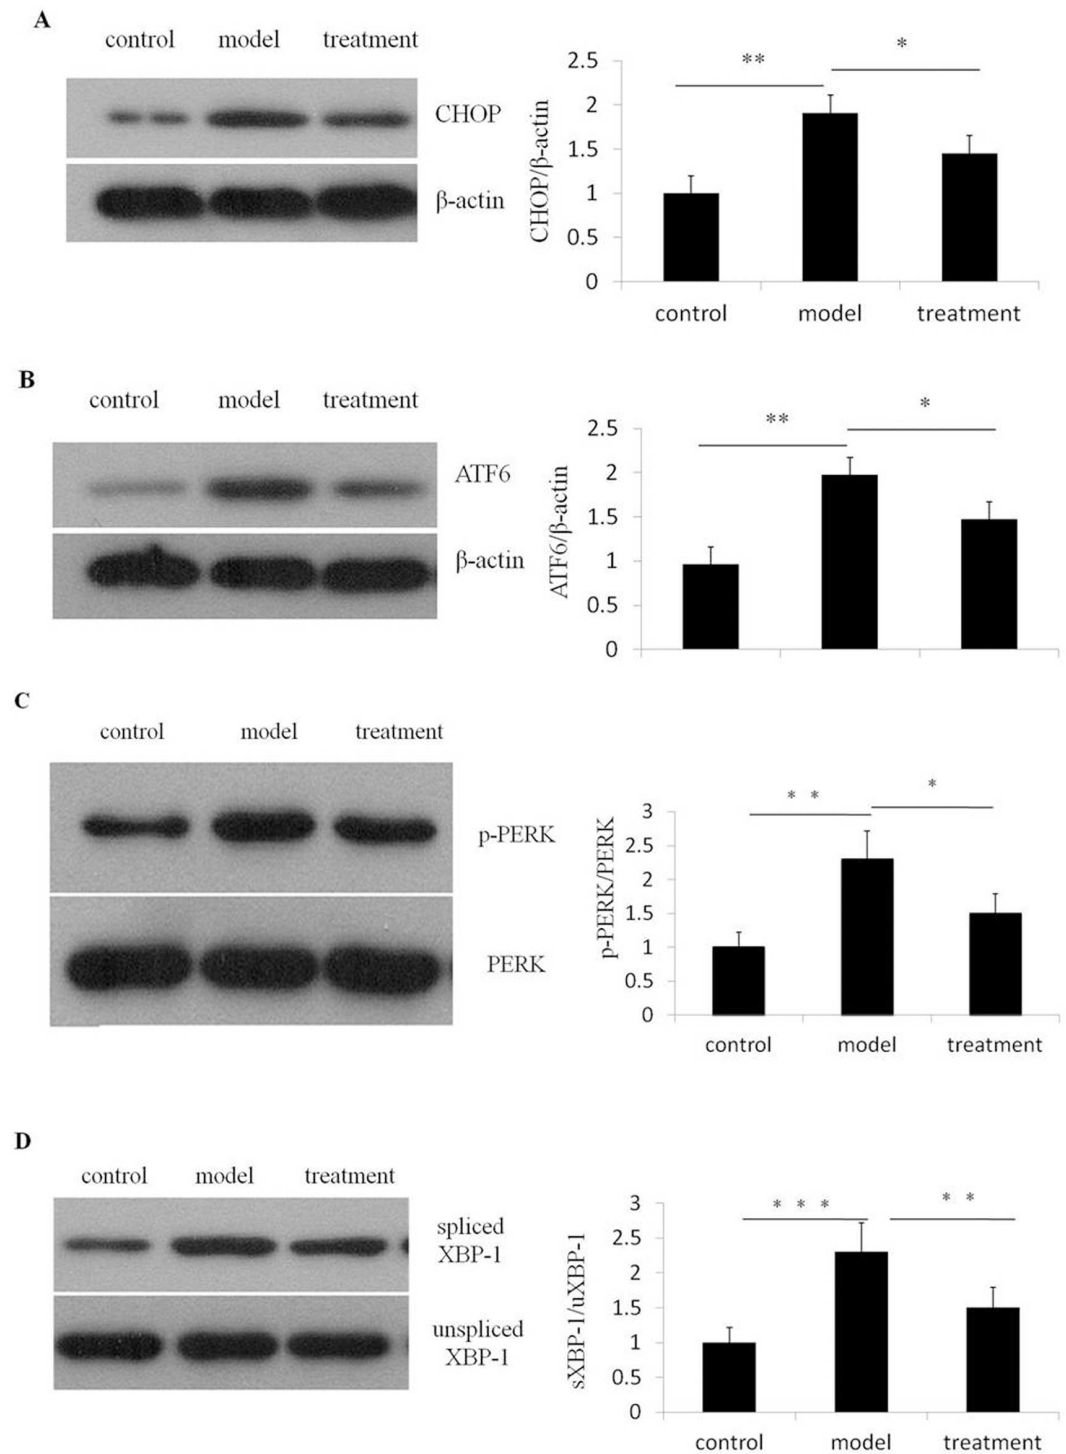 A
control model treatment
CHOP
β-actin
CHOP/β-actin
2.5
2
1.5
1
0.5
0
** *
control model treatment
B
control model treatment
ATF6
β-actin
ATF6/β-actin
2.5
2
1.5
1
0.5
0
** *
C
control model treatment
p-PERK
PERK
p-PERK/PERK
3
2.5
2
1.5
1
0.5
0
* * *
control model treatment
D
control model treatment
spliced
XBP-1
unspliced
XBP-1
sXBP-1/uXBP-1
3
2.5
2
1.5
1
0.5
0
* * * * *
control model treatment